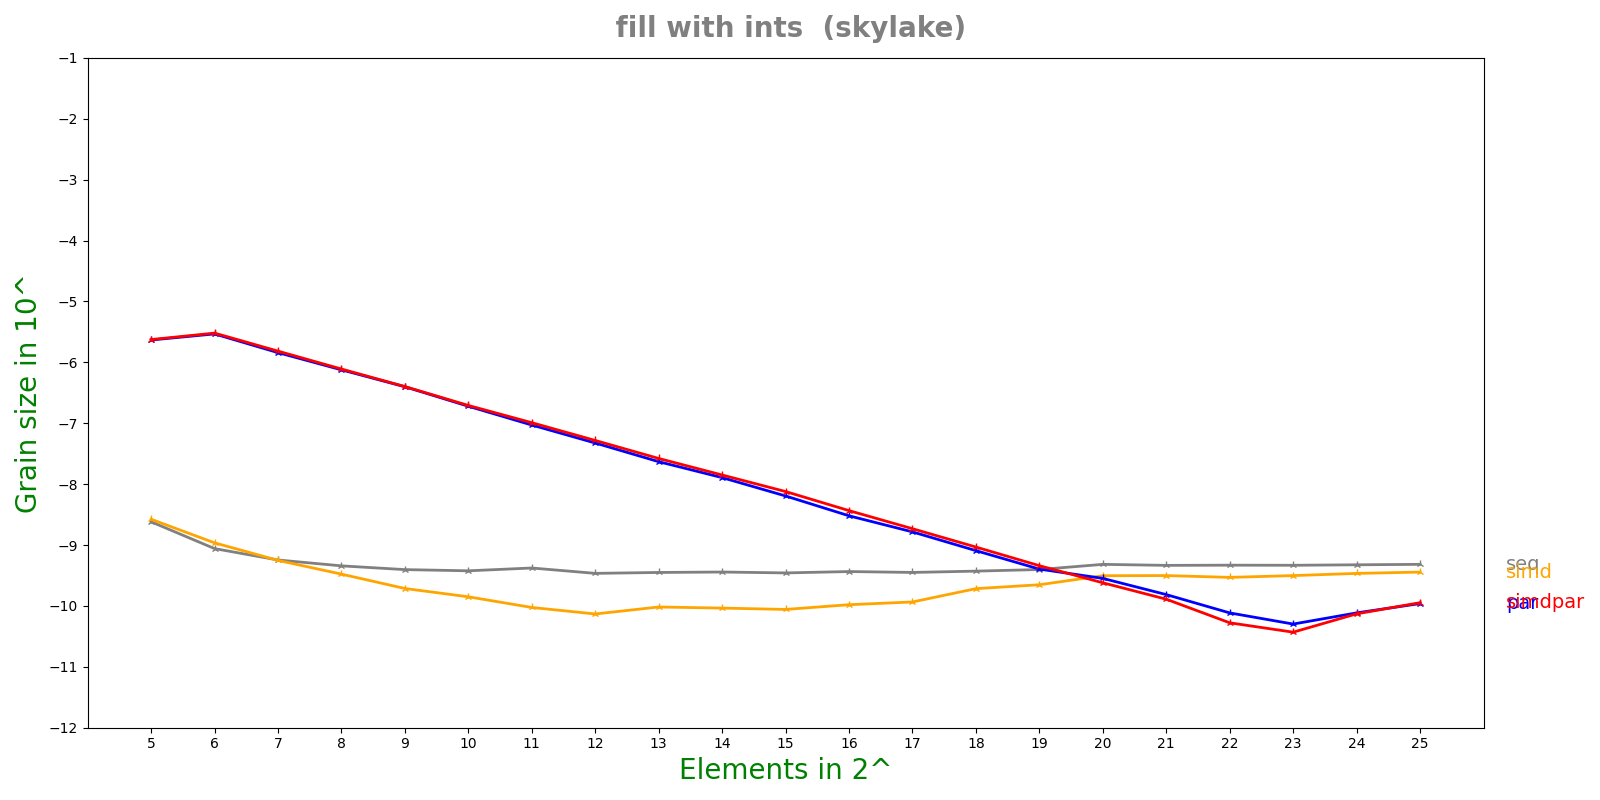 fill with ints  (skylake)
−1
−2
−3
−4
−5
−6
−7
−8
−9
−10
−11
−12
Grain size in 10^
seq
simd
simdpar
par
5 6 7 8 9 10 11 12 13 14 15 16 17 18 19 20 21 22 23 24 25
Elements in 2^